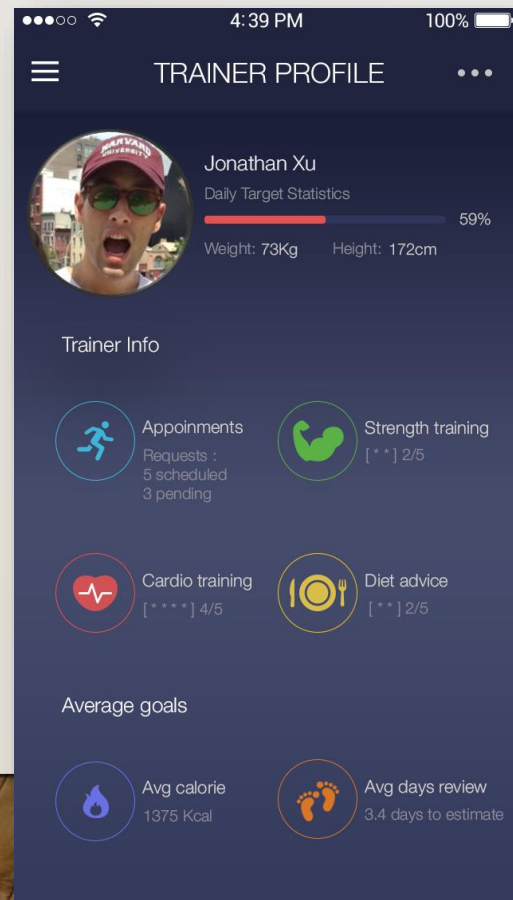 4:39 PM
100%
TRAINER PROFILE
HARVARD
UNIVERSITY
Jonathan Xu
Daily Target Statistics
59%
Weight: 73Kg Height: 172cm
Trainer Info
Appoinments
Requests :
5 scheduled
3 pending
Strength training
[ * * ] 2/5
Cardio training
[ * * * * ] 4/5
Diet advice
[ * * ] 2/5
Average goals
Avg calorie
1375 Kcal
Avg days review
3.4 days to estimate